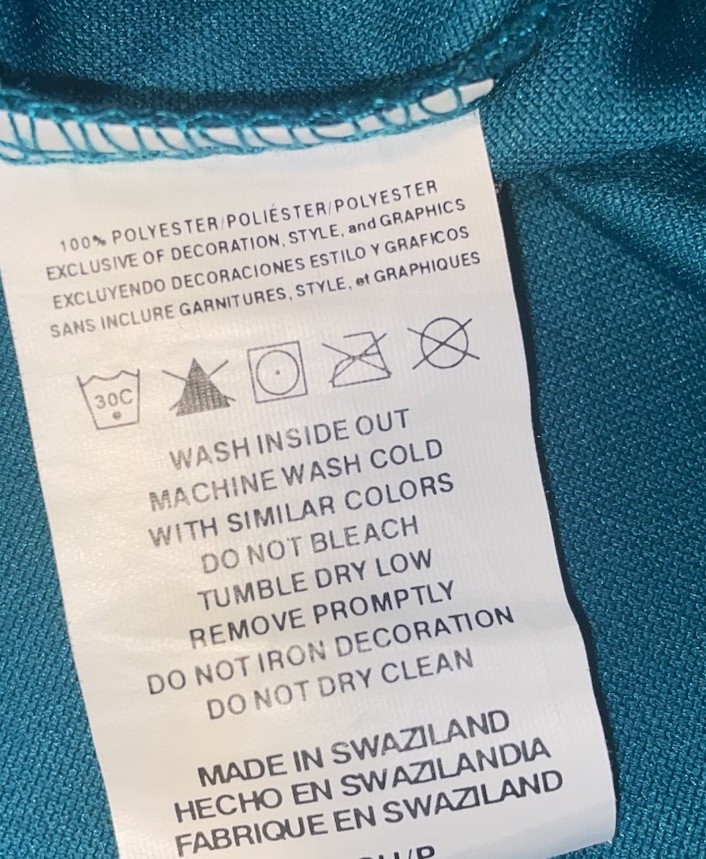 100% POLYESTER/POLIÉSTER/POLYESTER
EXCLUSIVE OF DECORATION, STYLE, and GRAPHICS
EXCLUYENDO DECORACIONES ESTILO Y GRAFICOS
SANS INCLURE GARNITURES, STYLE, et GRAPHIQUES
30C
WASH INSIDE OUT
MACHINE WASH COLD
WITH SIMILAR COLORS
DO NOT BLEACH
TUMBLE DRY LOW
REMOVE PROMPTLY
DO NOT IRON DECORATION
DO NOT DRY CLEAN
MADE IN SWAZILAND
HECHO EN SWAZILANDIA
FABRIQUE EN SWAZILAND